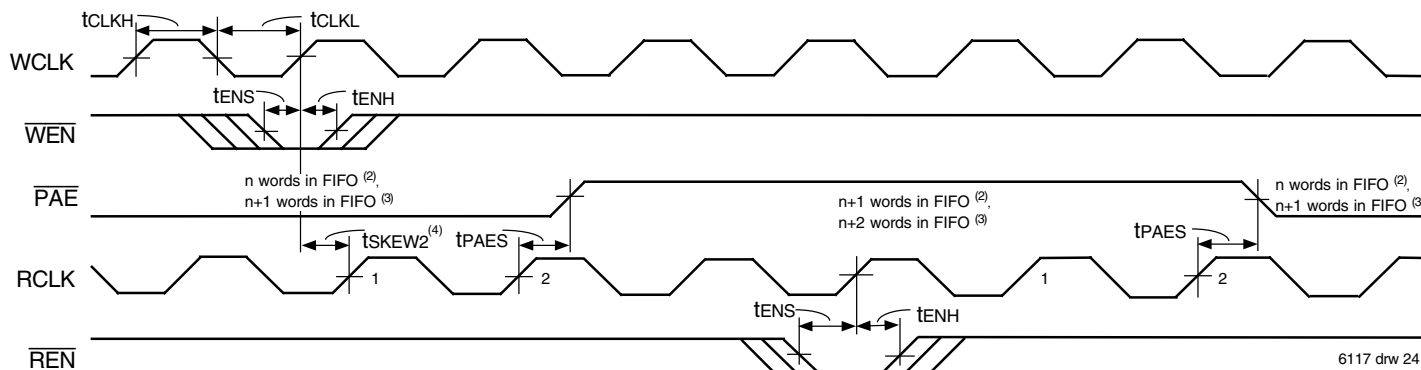 tCLKH tCLKL
WCLK
tENS tENH
WEN
n words in FIFO (2),
n+1 words in FIFO (3)
PAE
n+1 words in FIFO (2),
n+2 words in FIFO (3)
n words in FIFO (2),
n+1 words in FIFO (3
tSKEW2(4) tPAES tPAES
RCLK 1 2 1 2
tENS tENH
REN
6117 drw 24